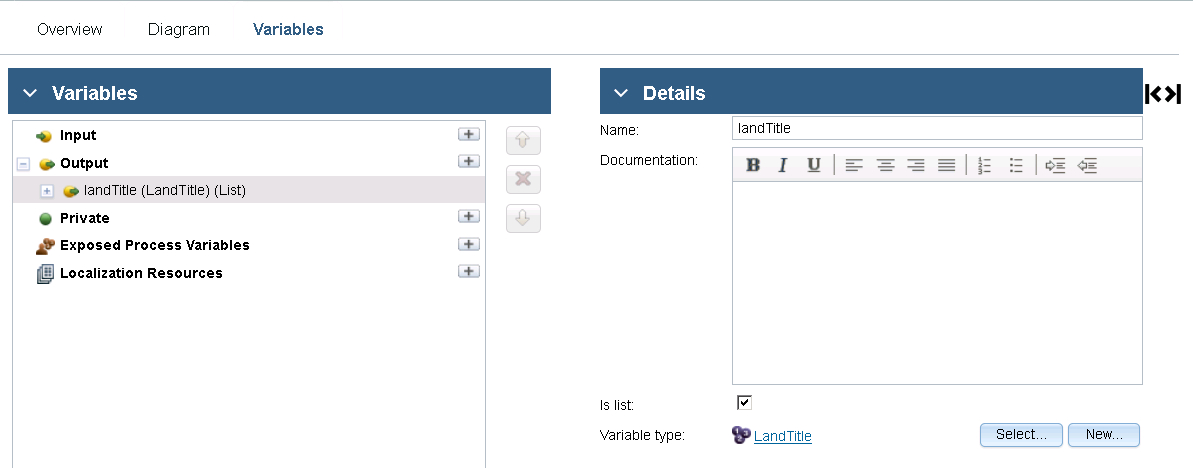 Overview Diagram Variables
Variables
Input
Output
landTitle (LandTitle) (List)
Private
Exposed Process Variables
Localization Resources
Details
Name: landTitle
Documentation:
B I U
Is list:
Variable type: LandTitle Select... New...